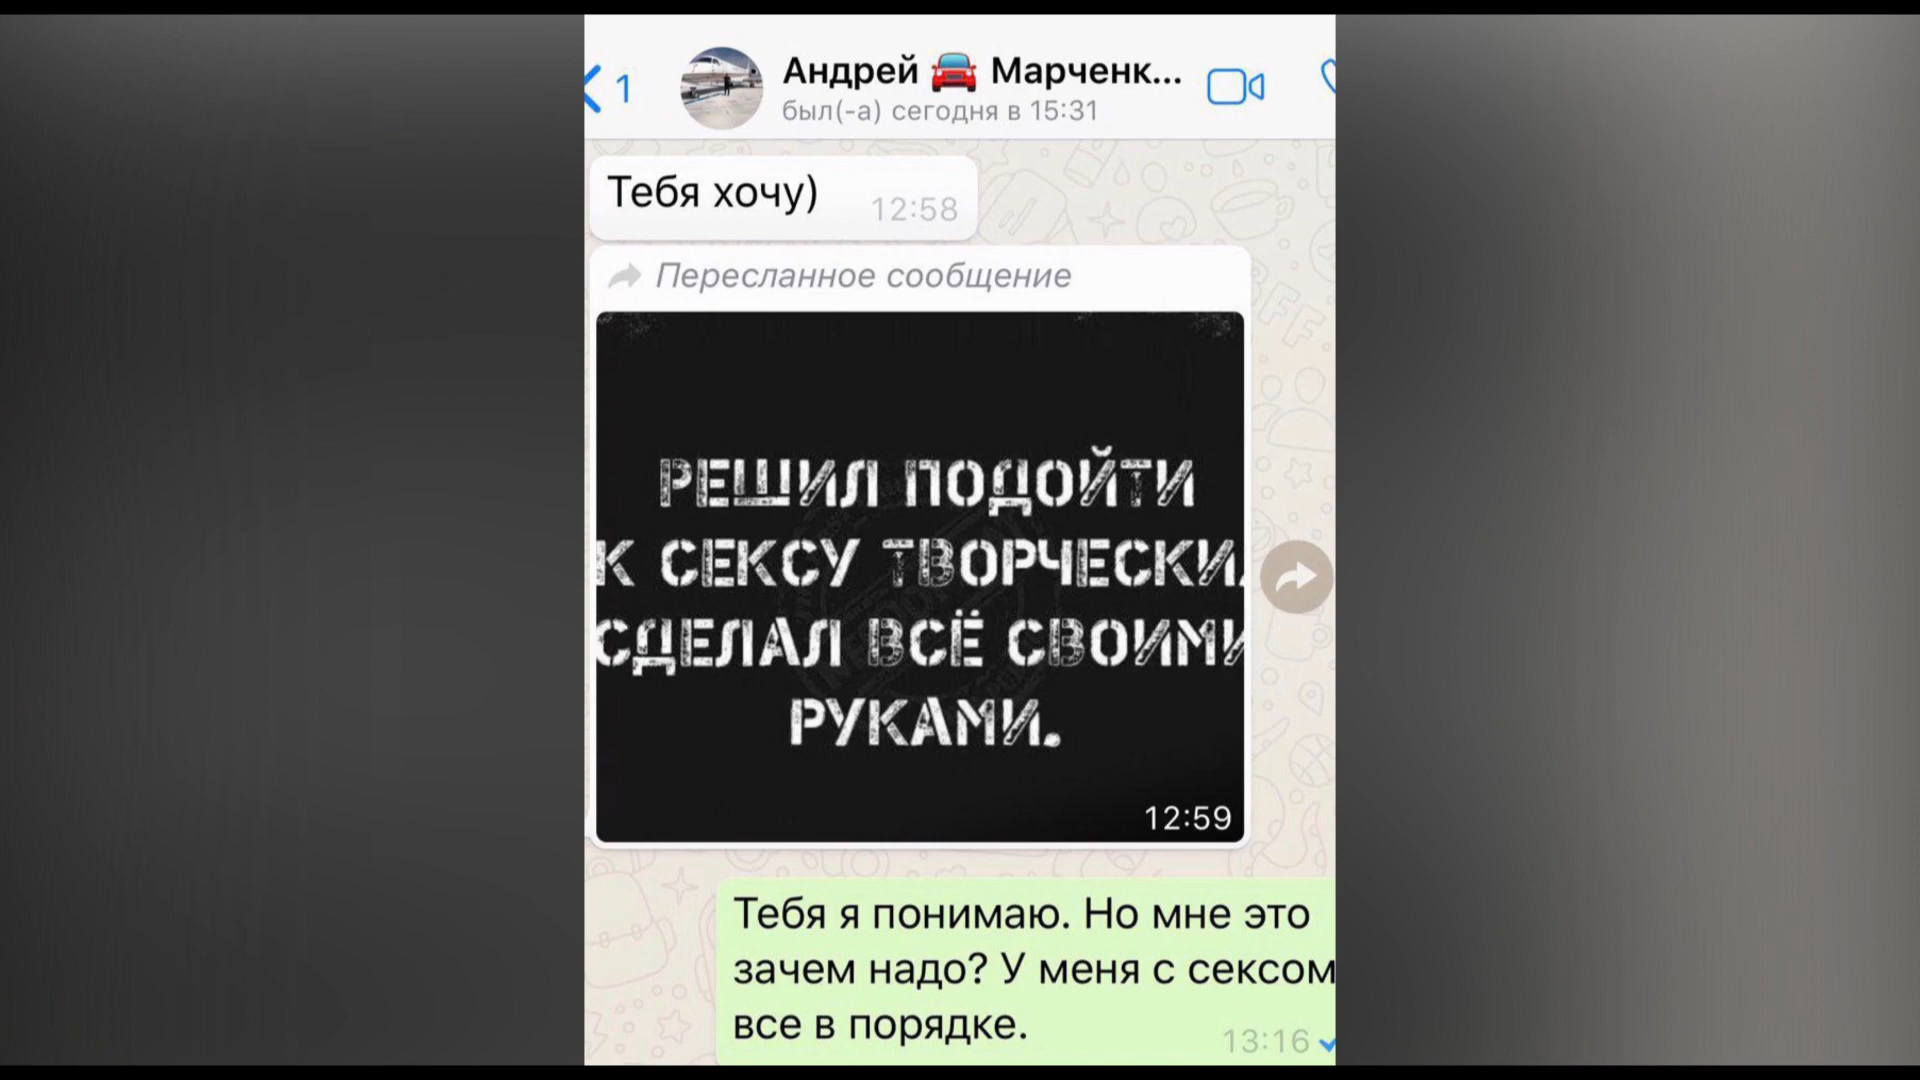 1
Андрей 🚘 Марченк...
был(-а) сегодня в 15:31
Тебя хочу)
12:58
Пересланное сообщение
РЕШИЛ ПОДОЙТИ
К СЕКСУ ТВОРЧЕСКИ.
СДЕЛАЛ ВСЁ СВОИМИ
РУКАМИ.
12:59
Тебя я понимаю. Но мне это
зачем надо? У меня с сексом
все в порядке.
13:16